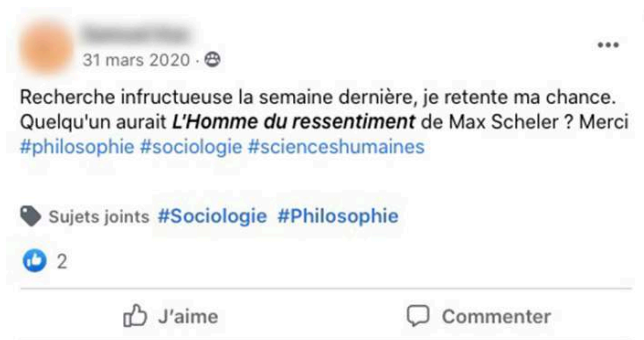 31 mars 2020 ·
Recherche infructueuse la semaine dernière, je retente ma chance.
Quelqu'un aurait L'Homme du ressentiment de Max Scheler ? Merci
#philosophie #sociologie #scienceshumaines
Sujets joints #Sociologie #Philosophie
2
J'aime Commenter